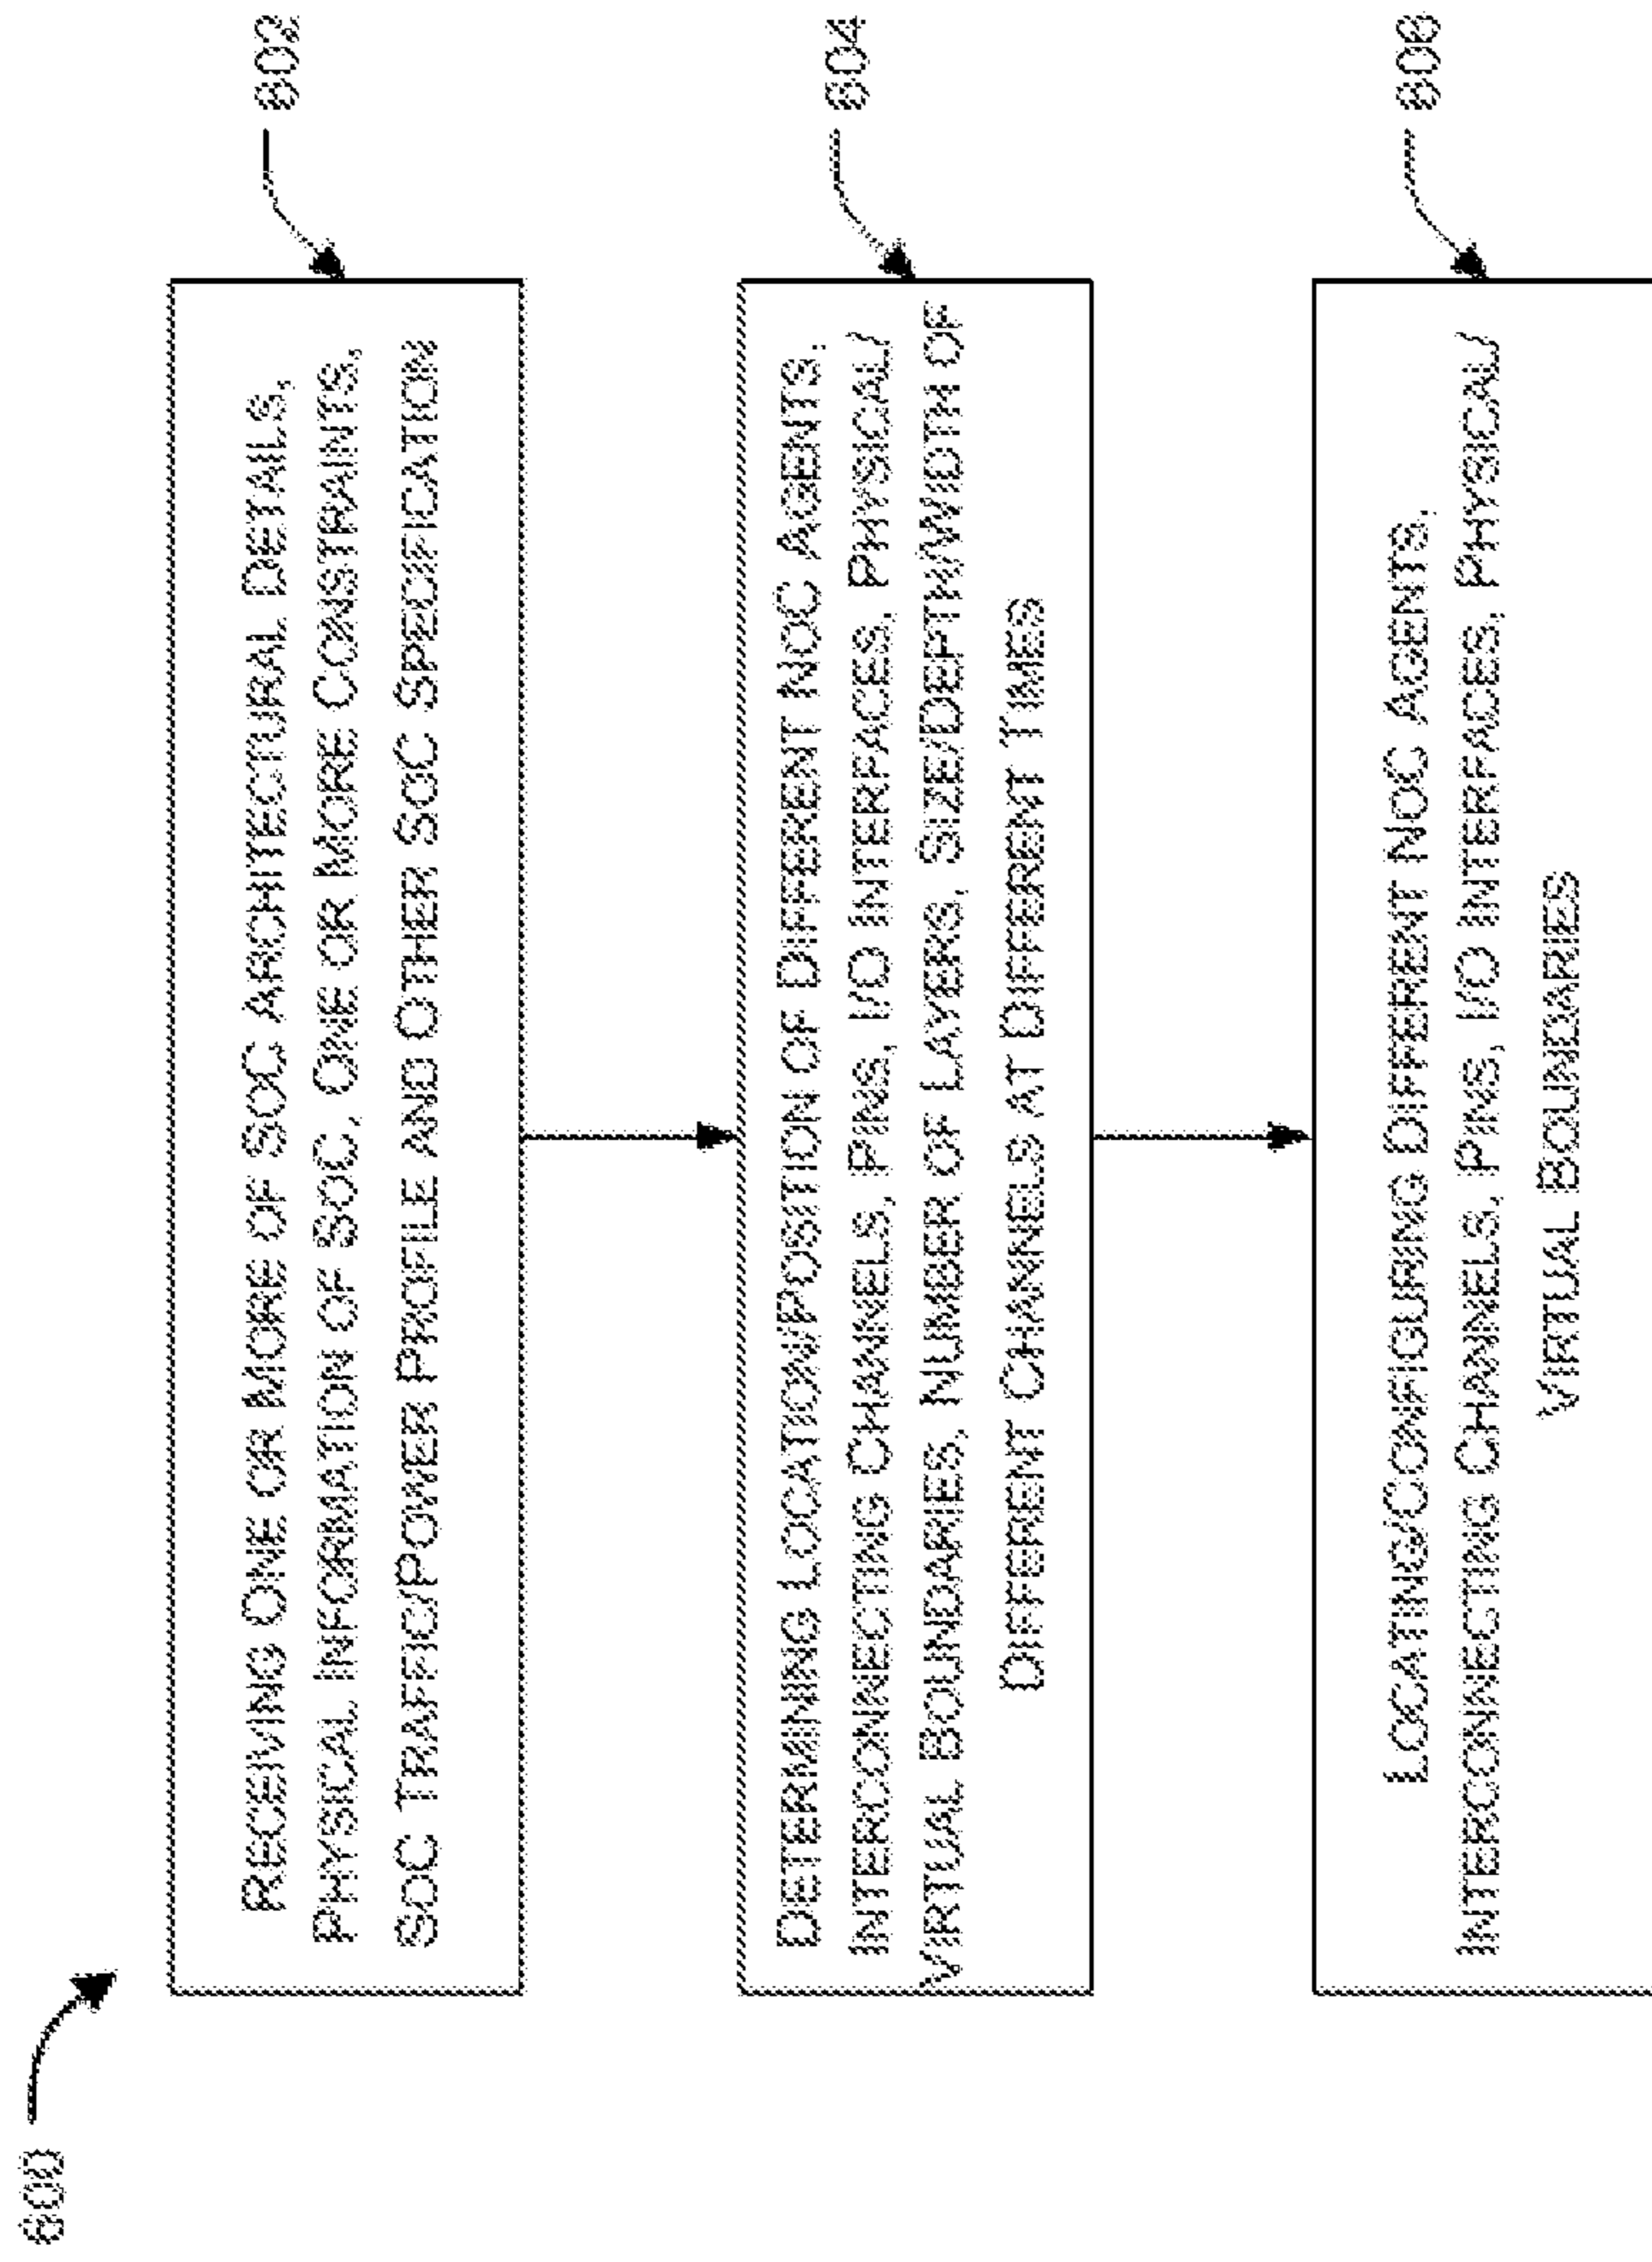 600
RECEIVING ONE OR MORE OF SOC ARCHITECTURAL DETAILS,
PHYSICAL INFORMATION OF SOC, ONE OR MORE CONSTRAINTS,
SOC TRAFFIC/POWER PROFILE AND OTHER SOC SPECIFICATION
602
DETERMINING LOCATION/POSITION OF DIFFERENT NOC AGENTS,
INTERCONNECTING CHANNELS, PINS, I/O INTERFACES, PHYSICAL/
VIRTUAL BOUNDARIES, NUMBER OF LAYERS, SIZE/DEPTH/WIDTH OF
DIFFERENT CHANNELS AT DIFFERENT TIMES
604
LOCATING/CONFIGURING DIFFERENT NOC AGENTS,
INTERCONNECTING CHANNELS, PINS, I/O INTERFACES, PHYSICAL/
VIRTUAL BOUNDARIES
606